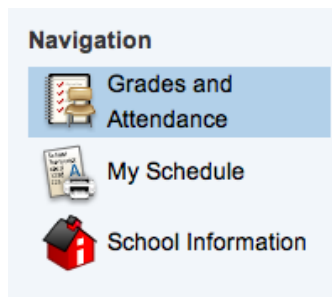 Navigation
Grades and
Attendance
My Schedule
School Information